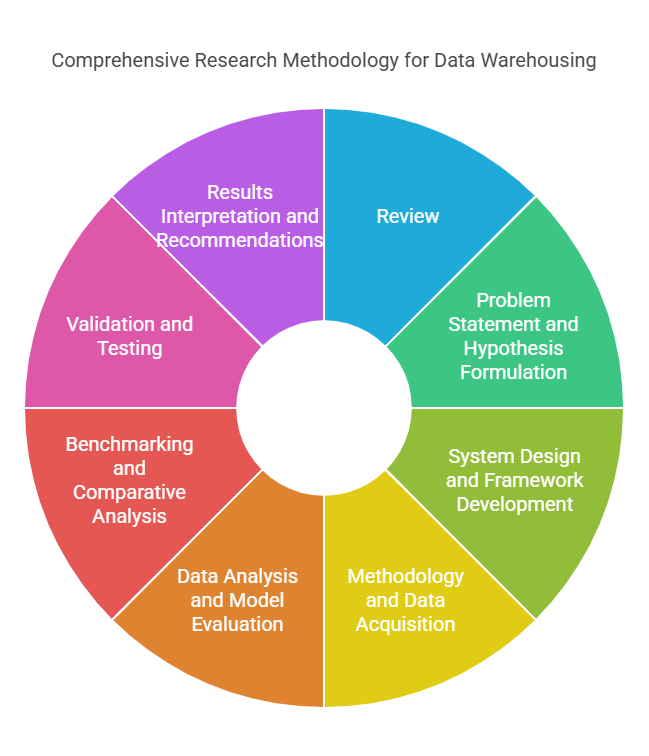 Comprehensive Research Methodology for Data Warehousing
Review
Problem
Statement and
Hypothesis
Formulation
System Design
and Framework
Development
Methodology
and Data
Acquisition
Data Analysis
and Model
Evaluation
Benchmarking
and
Comparative
Analysis
Validation and
Testing
Results
Interpretation and
Recommendations